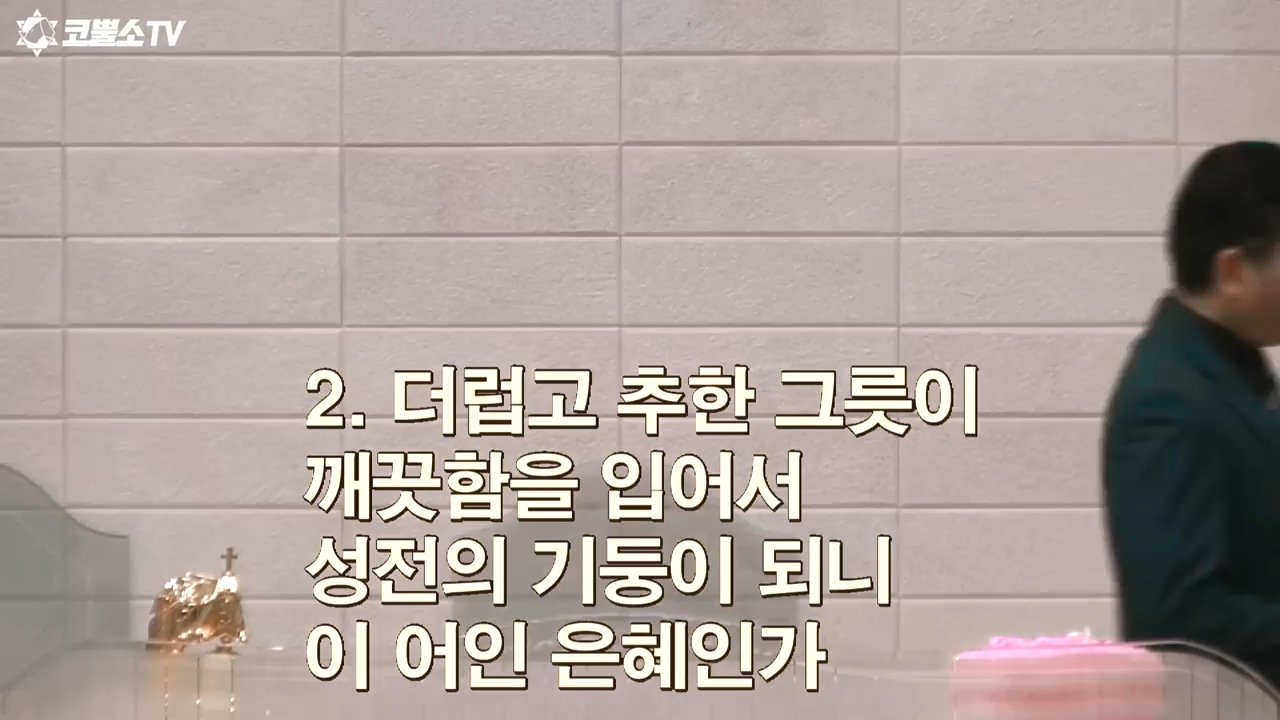 코뿔소TV
2. 더럽고 추한 그릇이
깨끗함을 입어서
성전의 기둥이 되니
이 어인 은혜인가